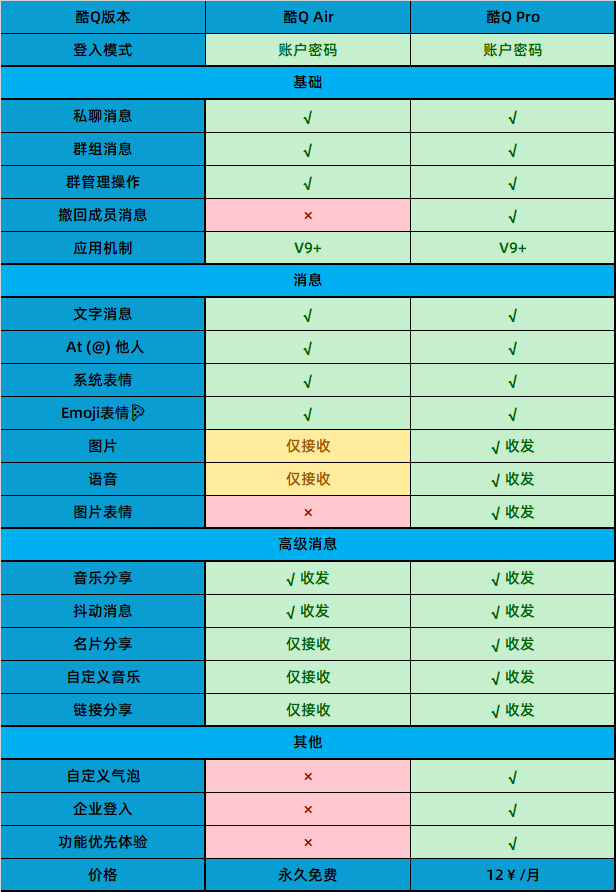 酷Q版本 酷Q Air 酷Q Pro
登入模式 账户密码 账户密码
基础
私聊消息 √ √
群组消息 √ √
群管理操作 √ √
撤回成员消息 × √
应用机制 V9+ V9+
消息
文字消息 √ √
At (@) 他人 √ √
系统表情 √ √
Emoji表情🍕 √ √
图片 仅接收 √ 收发
语音 仅接收 √ 收发
图片表情 × √ 收发
高级消息
音乐分享 √ 收发 √ 收发
抖动消息 √ 收发 √ 收发
名片分享 仅接收 √ 收发
自定义音乐 仅接收 √ 收发
链接分享 仅接收 √ 收发
其他
自定义气泡 × √
企业登入 × √
功能优先体验 × √
价格 永久免费 12￥/月